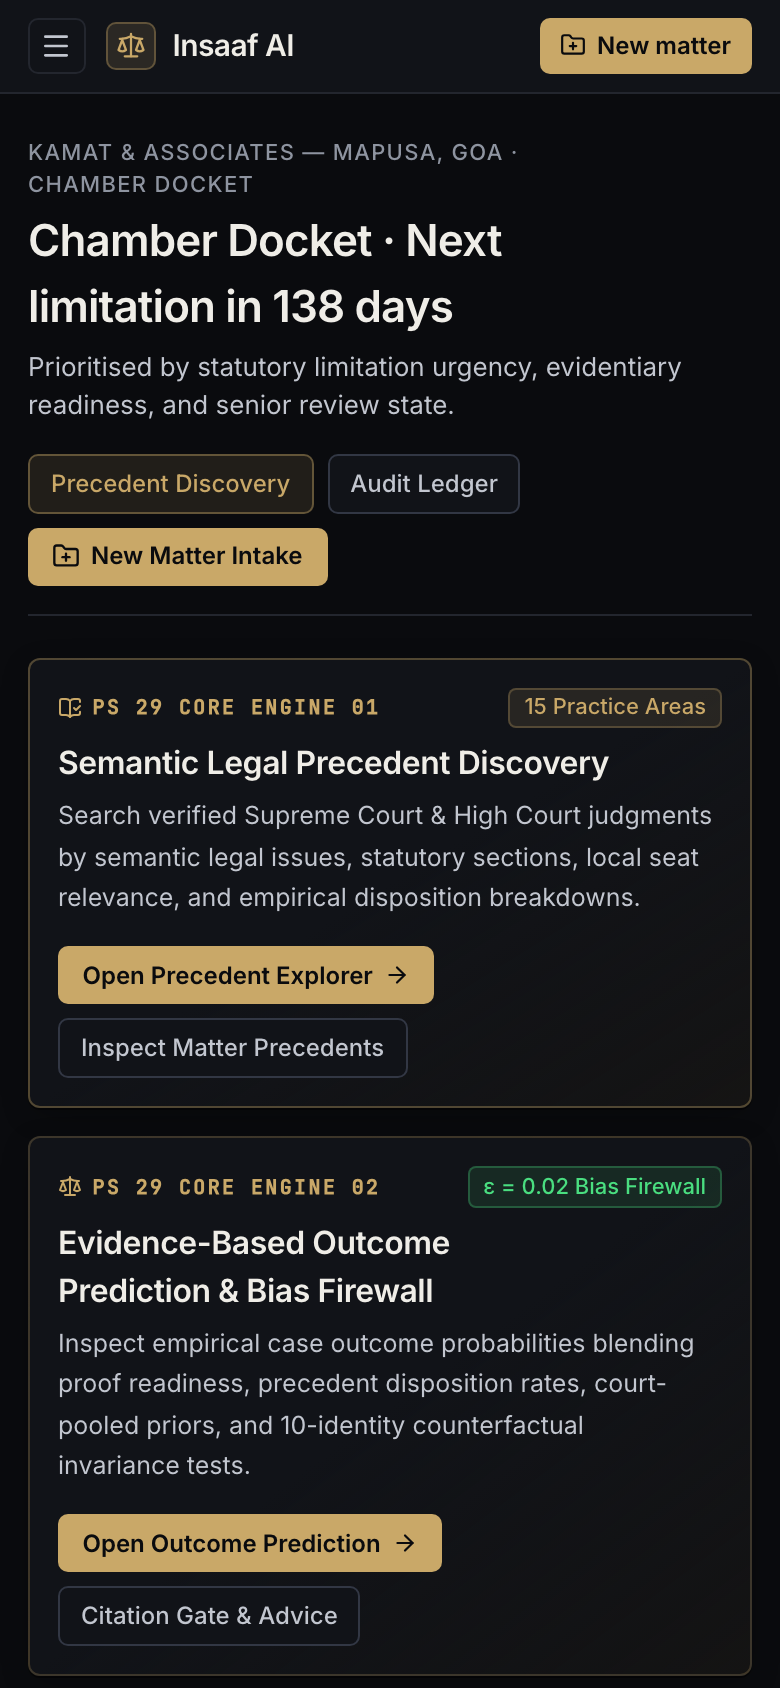 Insaaf AI
New matter
KAMAT & ASSOCIATES — MAPUSA, GOA ·
CHAMBER DOCKET
Chamber Docket · Next
limitation in 138 days
Prioritised by statutory limitation urgency, evidentiary
readiness, and senior review state.
Precedent Discovery
Audit Ledger
New Matter Intake
PS 29 CORE ENGINE 01
15 Practice Areas
Semantic Legal Precedent Discovery
Search verified Supreme Court & High Court judgments
by semantic legal issues, statutory sections, local seat
relevance, and empirical disposition breakdowns.
Open Precedent Explorer →
Inspect Matter Precedents
PS 29 CORE ENGINE 02
ε = 0.02 Bias Firewall
Evidence-Based Outcome
Prediction & Bias Firewall
Inspect empirical case outcome probabilities blending
proof readiness, precedent disposition rates, court-
pooled priors, and 10-identity counterfactual
invariance tests.
Open Outcome Prediction →
Citation Gate & Advice